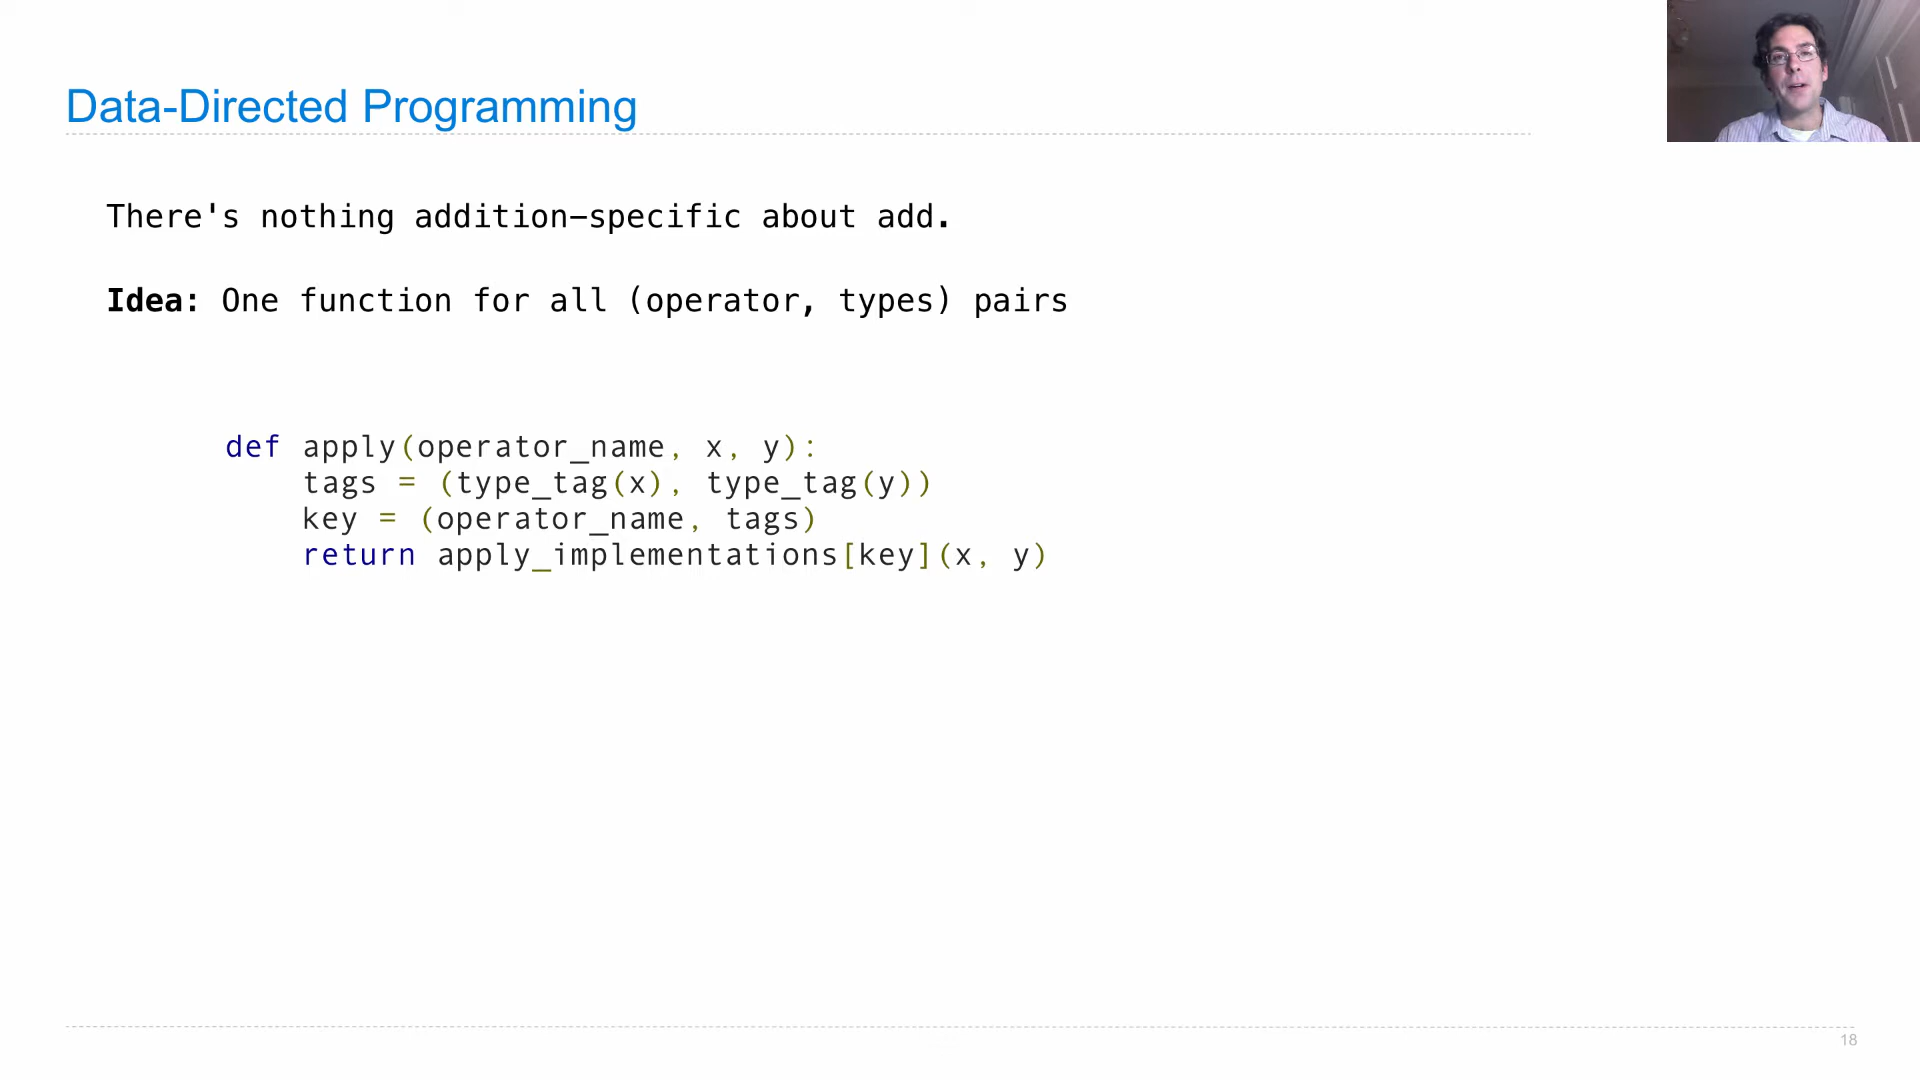 Data-Directed Programming
There's nothing addition-specific about add.
Idea: One function for all (operator, types) pairs
def apply(operator_name, x, y):
    tags = (type_tag(x), type_tag(y))
    key = (operator_name, tags)
    return apply_implementations[key](x, y)
18